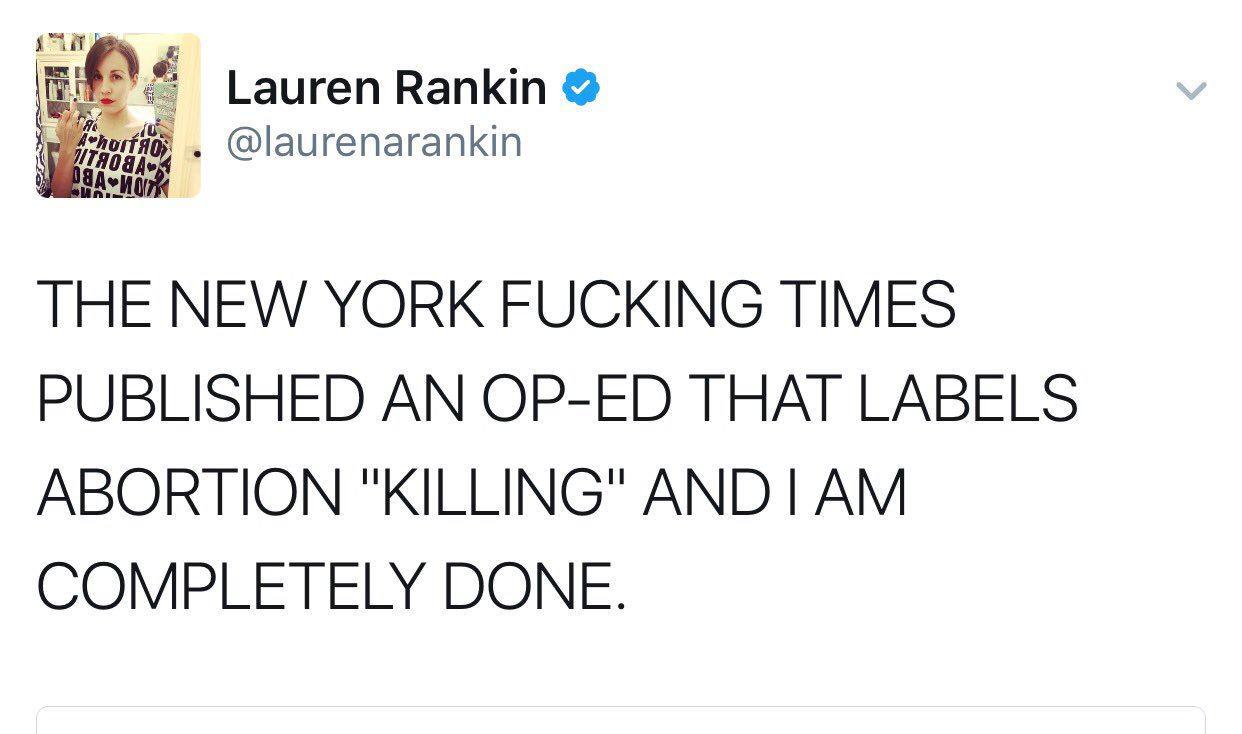 Lauren Rankin
@laurenarankin
THE NEW YORK FUCKING TIMES
PUBLISHED AN OP-ED THAT LABELS
ABORTION "KILLING" AND I AM
COMPLETELY DONE.